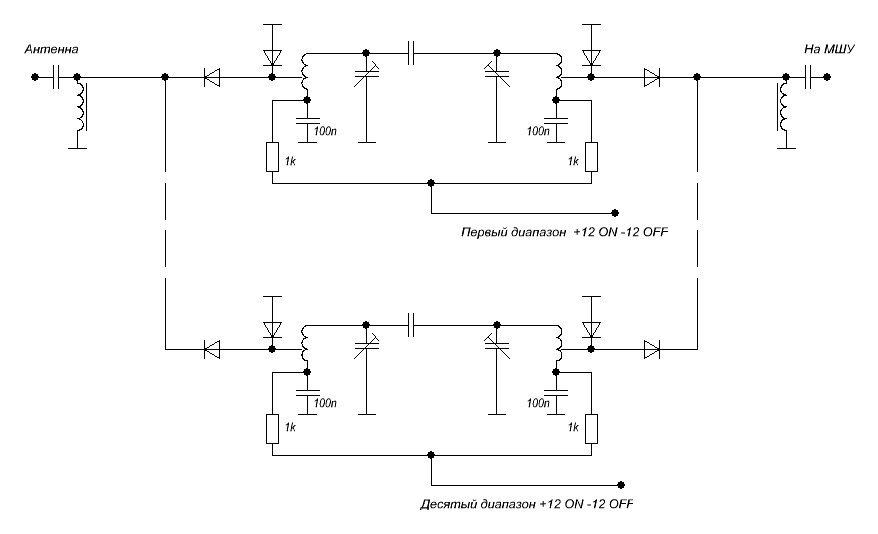 Антенна
На МШУ
100n
100n
1k
1k
Первый диапазон +12 ON -12 OFF
100n
100n
1k
1k
Десятый диапазон +12 ON -12 OFF